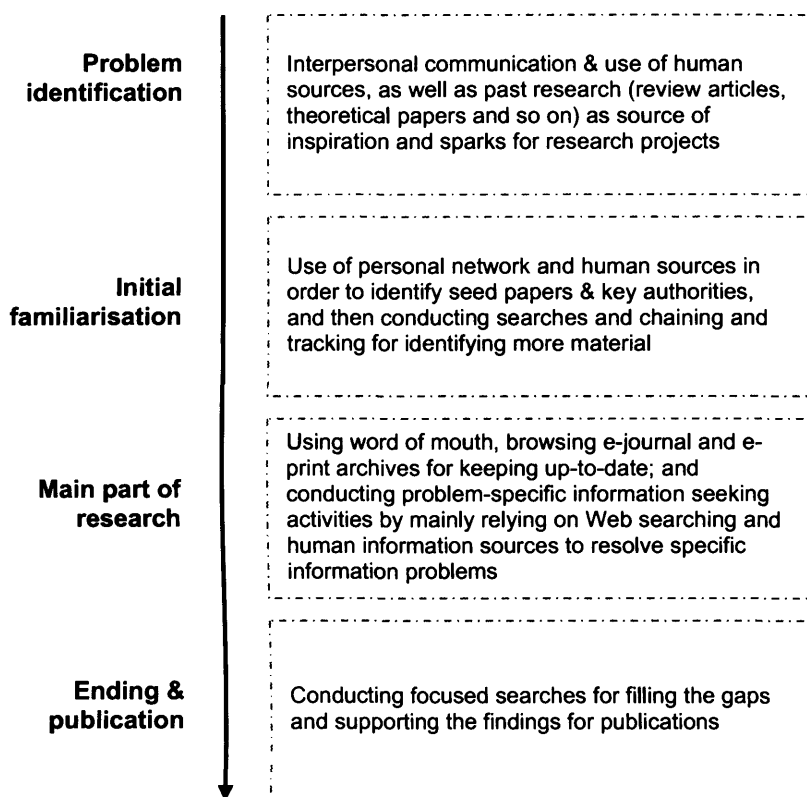 Problem
identification
Interpersonal communication & use of human
sources, as well as past research (review articles,
theoretical papers and so on) as source of
inspiration and sparks for research projects
Initial
familiarisation
Use of personal network and human sources in
order to identify seed papers & key authorities,
and then conducting searches and chaining and
tracking for identifying more material
Main part of
research
Using word of mouth, browsing e-journal and e-
print archives for keeping up-to-date; and
conducting problem-specific information seeking
activities by mainly relying on Web searching and
human information sources to resolve specific
information problems
Ending &
publication
Conducting focused searches for filling the gaps
and supporting the findings for publications